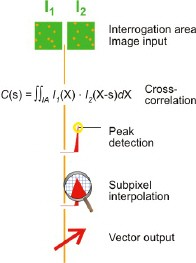 I₁ I₂
Interrogation area
Image input
C(s) = ∬IA I₁(X) · I₂(X-s)dX
Cross-
correlation
Peak
detection
Subpixel
interpolation
Vector output